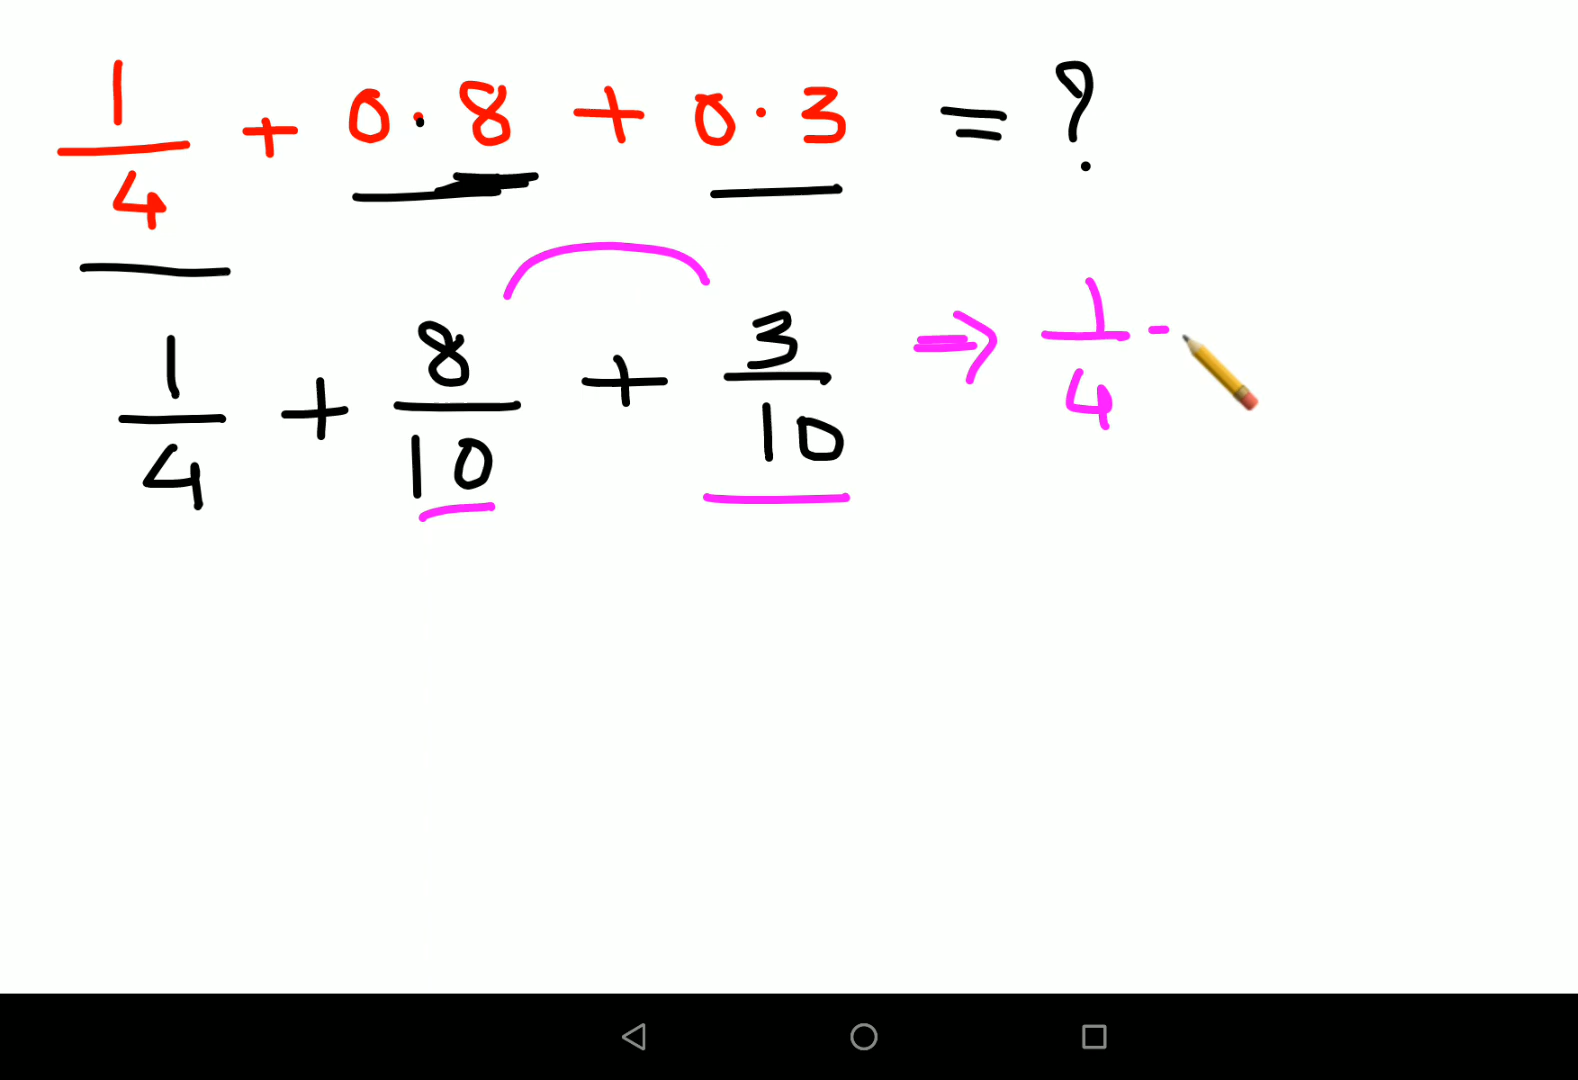 1/4 + 0.8 + 0.3 = ?
1/4 + 8/10 + 3/10 ⇒ 1/4 -